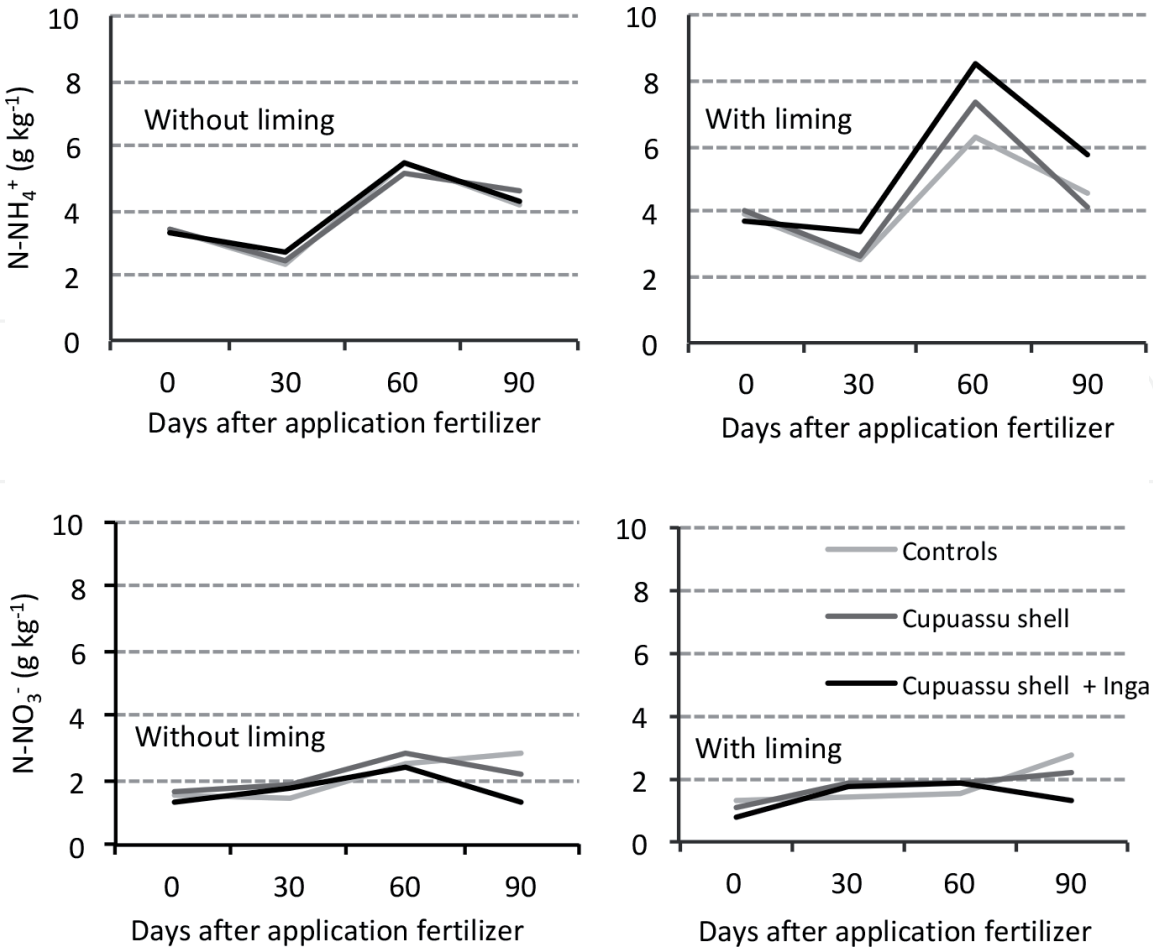 10
8
6
4
2
0
N-NH₄⁺ (g kg⁻¹)
Without liming
0 30 60 90
Days after application fertilizer
10
8
6
4
2
0
With liming
0 30 60 90
Days after application fertilizer
10
8
6
4
2
0
N-NO₃⁻ (g kg⁻¹)
Without liming
0 30 60 90
Days after application fertilizer
10
8
6
4
2
0
Controls
Cupuassu shell
Cupuassu shell + Inga
With liming
0 30 60 90
Days after application fertilizer